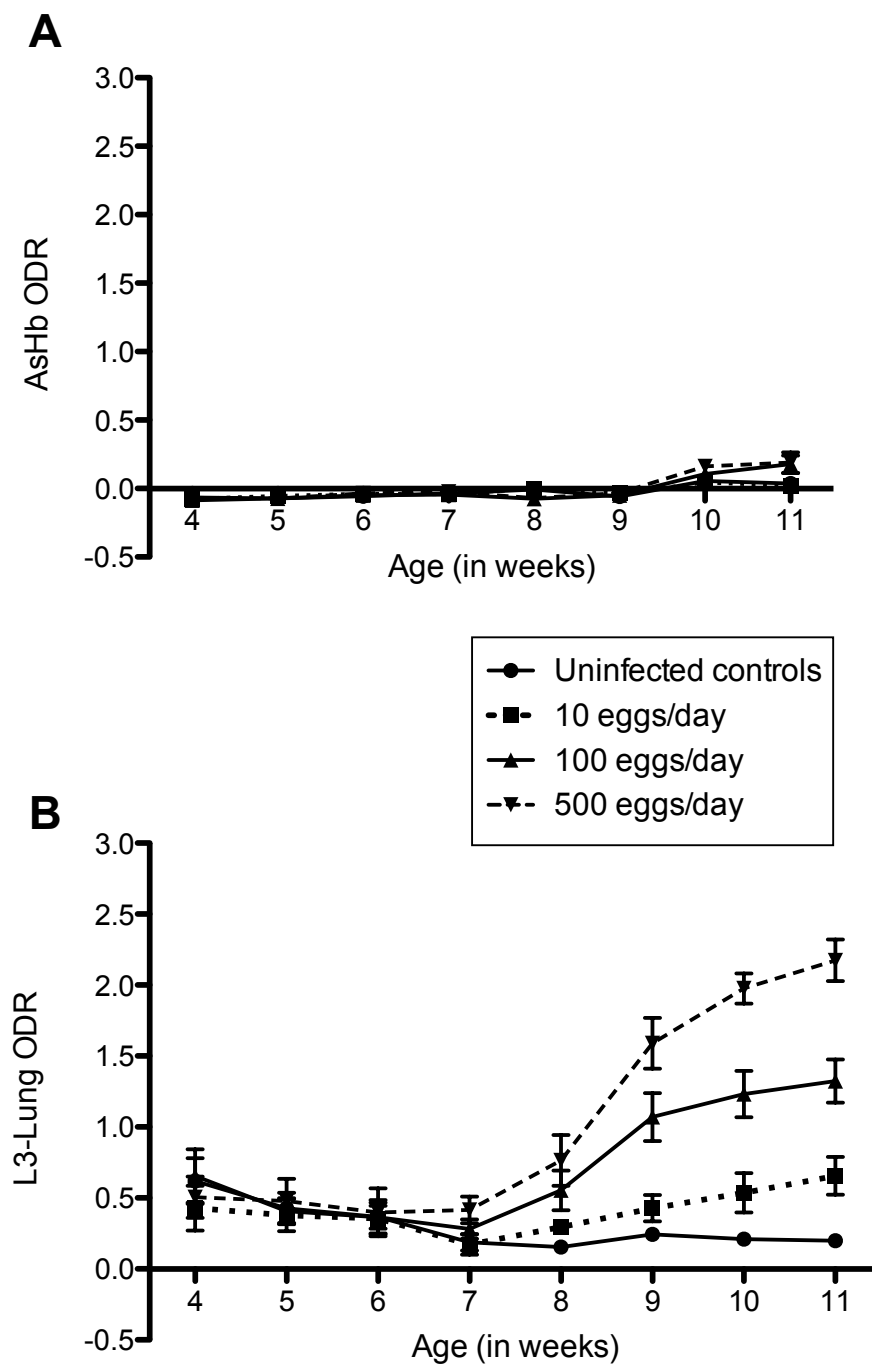 A
3.0
2.5
2.0
1.5
1.0
0.5
0.0
-0.5
AsHb ODR
4 5 6 7 8 9 10 11
Age (in weeks)
Uninfected controls
10 eggs/day
100 eggs/day
500 eggs/day
B
3.0
2.5
2.0
1.5
1.0
0.5
0.0
-0.5
L3-Lung ODR
4 5 6 7 8 9 10 11
Age (in weeks)